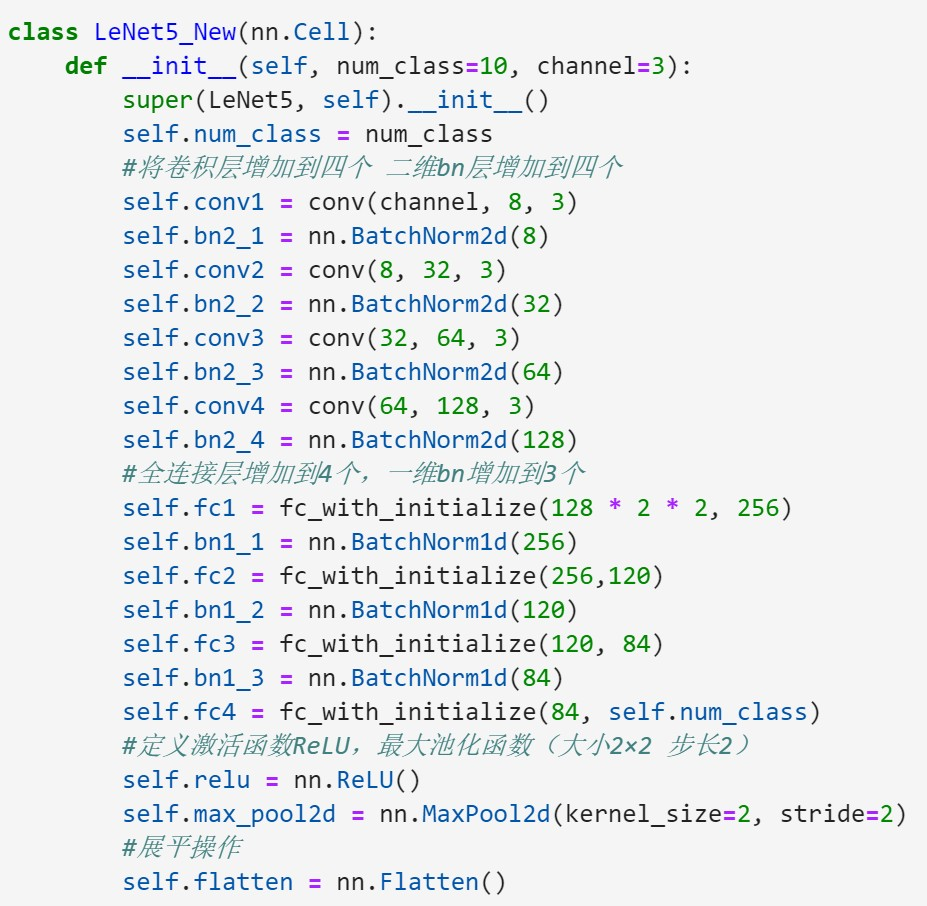 class LeNet5_New(nn.Cell):
    def __init__(self, num_class=10, channel=3):
        super(LeNet5, self).__init__()
        self.num_class = num_class
        #将卷积层增加到四个 二维bn层增加到四个
        self.conv1 = conv(channel, 8, 3)
        self.bn2_1 = nn.BatchNorm2d(8)
        self.conv2 = conv(8, 32, 3)
        self.bn2_2 = nn.BatchNorm2d(32)
        self.conv3 = conv(32, 64, 3)
        self.bn2_3 = nn.BatchNorm2d(64)
        self.conv4 = conv(64, 128, 3)
        self.bn2_4 = nn.BatchNorm2d(128)
        #全连接层增加到4个，一维bn增加到3个
        self.fc1 = fc_with_initialize(128 * 2 * 2, 256)
        self.bn1_1 = nn.BatchNorm1d(256)
        self.fc2 = fc_with_initialize(256,120)
        self.bn1_2 = nn.BatchNorm1d(120)
        self.fc3 = fc_with_initialize(120, 84)
        self.bn1_3 = nn.BatchNorm1d(84)
        self.fc4 = fc_with_initialize(84, self.num_class)
        #定义激活函数ReLU，最大池化函数（大小2×2 步长2）
        self.relu = nn.ReLU()
        self.max_pool2d = nn.MaxPool2d(kernel_size=2, stride=2)
        #展平操作
        self.flatten = nn.Flatten()